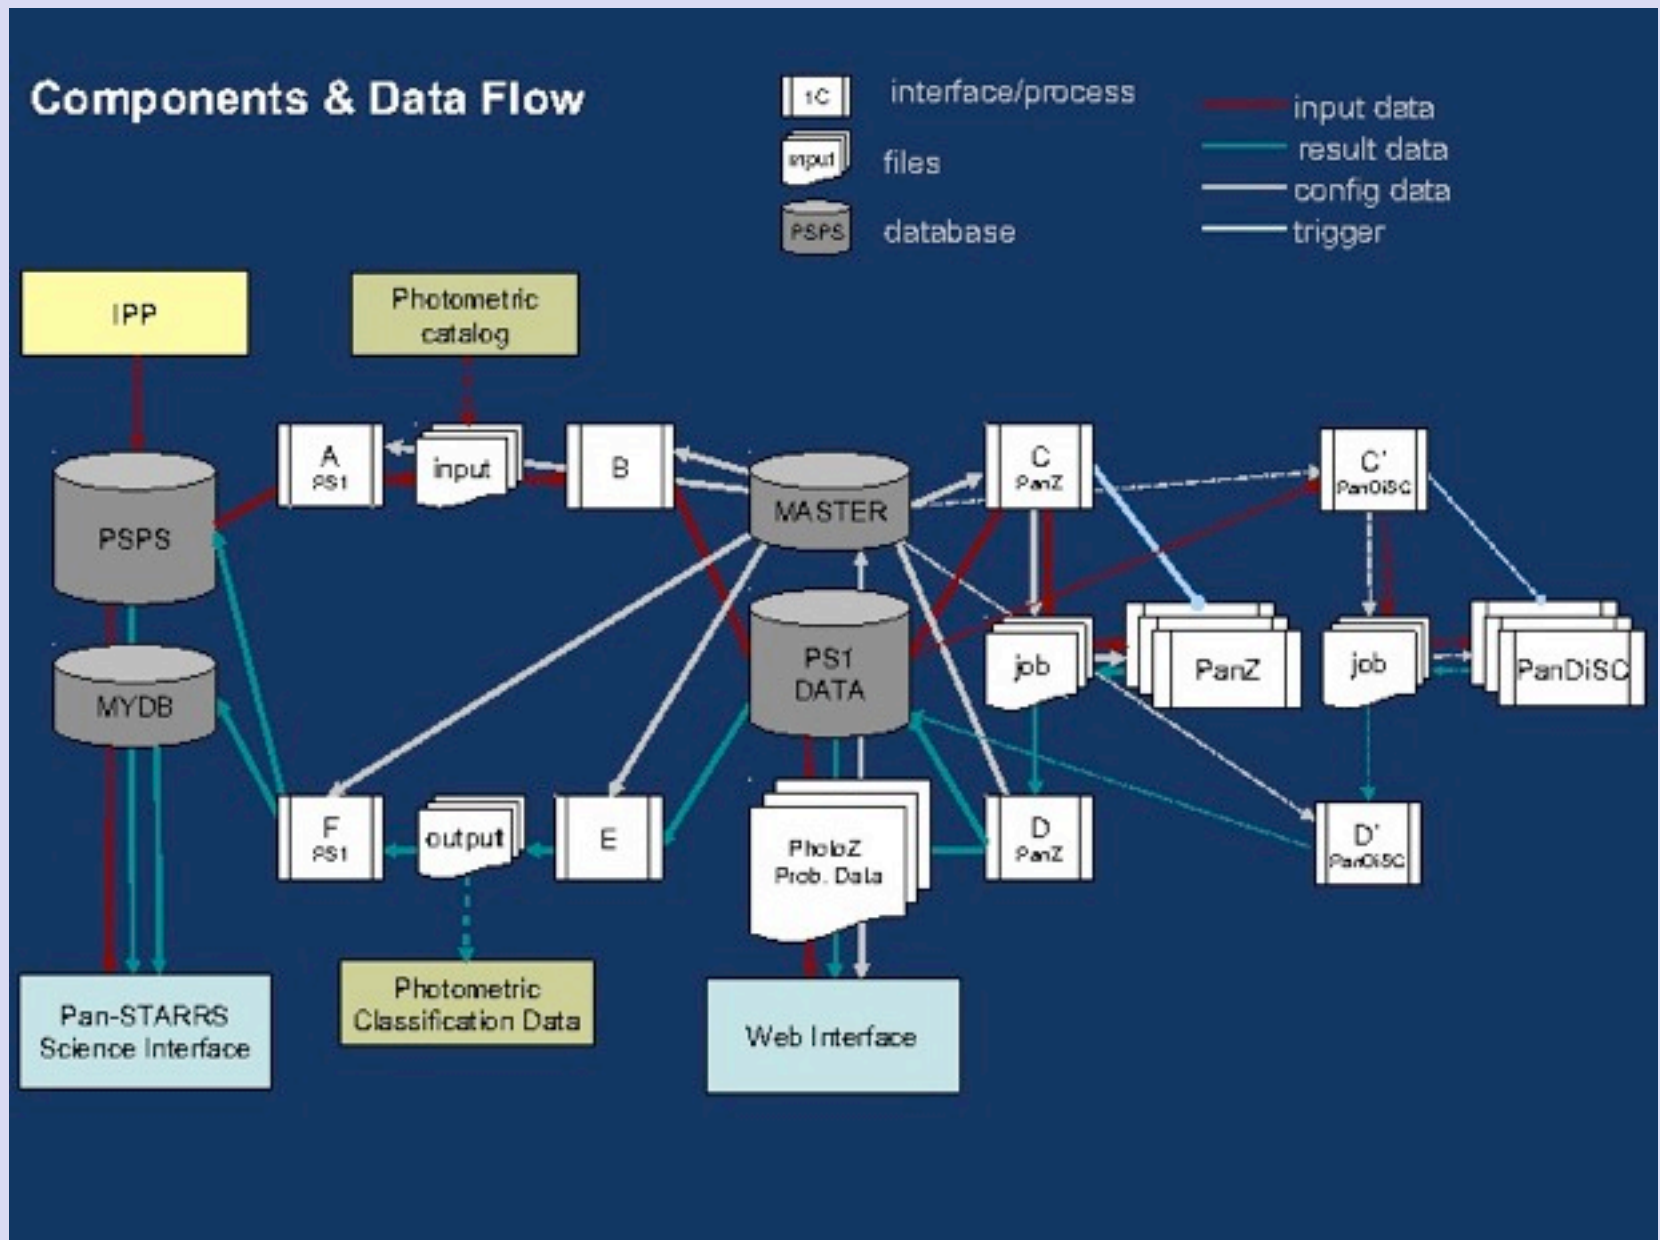 Components & Data Flow
1C
interface/process
input
files
PSPS
database
input data
result data
config data
trigger
IPP
Photometric
catalog
A
PS1
input
B
MASTER
C
PanZ
C'
PanDiSC
PSPS
MYDB
PS1
DATA
job
PanZ
job
PanDiSC
F
PS1
output
E
PhotoZ
Prob. Data
D
PanZ
D'
PanDiSC
Pan-STARRS
Science Interface
Photometric
Classification Data
Web Interface